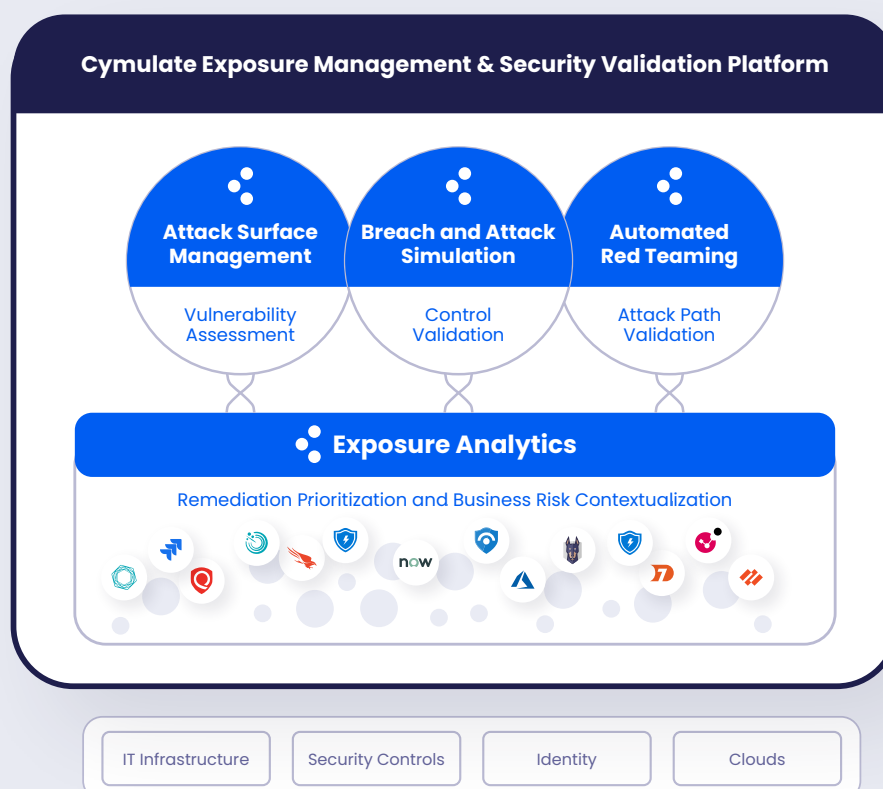 Cymulate Exposure Management & Security Validation Platform
Attack Surface
Management
Vulnerability
Assessment
Breach and Attack
Simulation
Control
Validation
Automated
Red Teaming
Attack Path
Validation
Exposure Analytics
Remediation Prioritization and Business Risk Contextualization
now
IT Infrastructure
Security Controls
Identity
Clouds